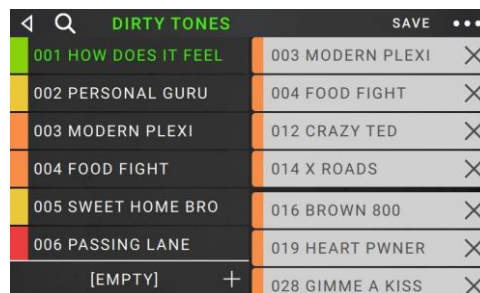 DIRTY TONES SAVE
001 HOW DOES IT FEEL
002 PERSONAL GURU
003 MODERN PLEXI
004 FOOD FIGHT
005 SWEET HOME BRO
006 PASSING LANE
[EMPTY] +
003 MODERN PLEXI
004 FOOD FIGHT
012 CRAZY TED
014 X ROADS
016 BROWN 800
019 HEART PWNER
028 GIMME A KISS